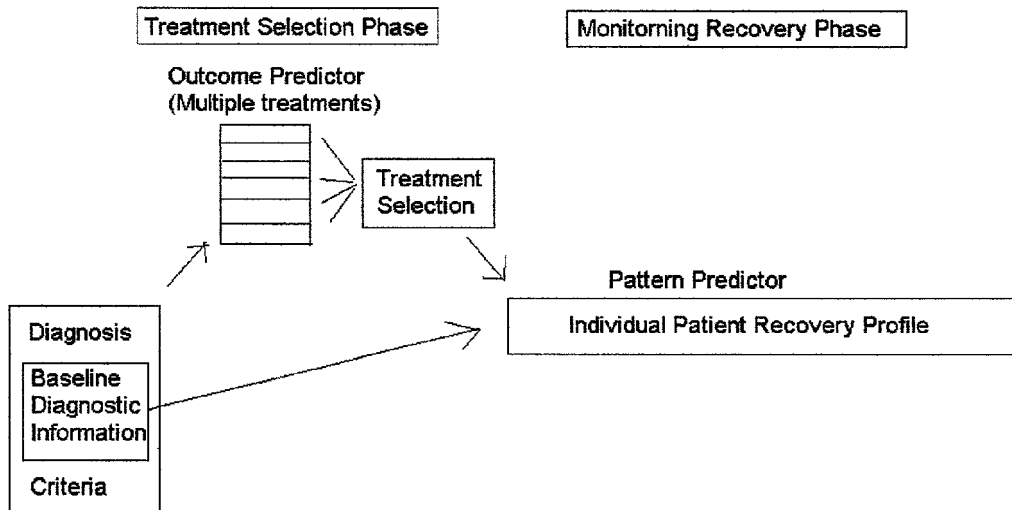 Treatment Selection Phase
Monitorning Recovery Phase
Outcome Predictor
(Multiple treatments)
Treatment
Selection
Pattern Predictor
Individual Patient Recovery Profile
Diagnosis
Baseline
Diagnostic
Information
Criteria